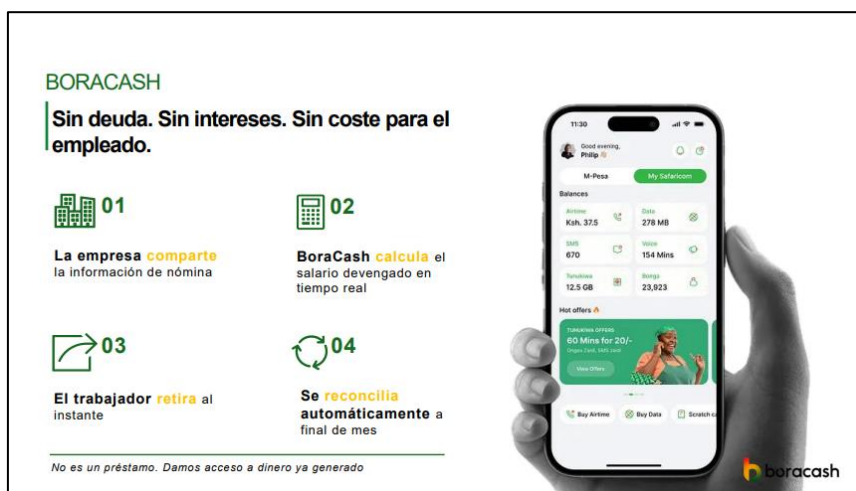 BORACASH
Sin deuda. Sin intereses. Sin coste para el
empleado.
01
La empresa comparte
la información de nómina
02
BoraCash calcula el
salario devengado en
tiempo real
03
El trabajador retira al
instante
04
Se reconcilia
automáticamente a
final de mes
No es un préstamo. Damos acceso a dinero ya generado
11:30
Good evening,
Philip
M-Pesa
My Safaricom
Balances
Airtime
Ksh. 37.5
Data
278 MB
SMS
670
Voice
154 Mins
Tunukiwa
12.5 GB
Bonga
23,923
Hot offers
TUNUKIWA OFFERS
60 Mins for 20/-
View Offers
Buy Airtime
Buy Data
Scratch
boracash